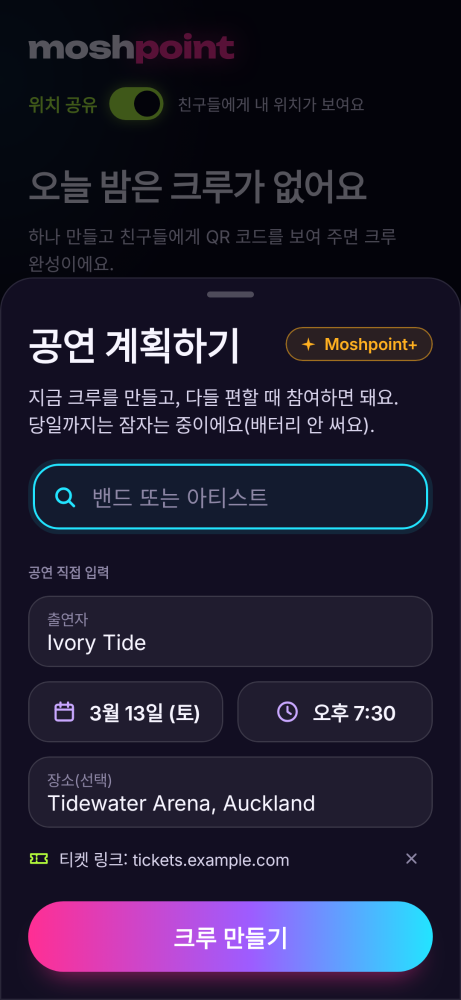 moshpoint
위치 공유
친구들에게 내 위치가 보여요
오늘 밤은 크루가 없어요
하나 만들고 친구들에게 QR 코드를 보여 주면 크루
완성이에요.
공연 계획하기
Moshpoint+
지금 크루를 만들고, 다들 편할 때 참여하면 돼요.
당일까지는 잠자는 중이에요(배터리 안 써요).
밴드 또는 아티스트
공연 직접 입력
출연자
Ivory Tide
3월 13일 (토)
오후 7:30
장소(선택)
Tidewater Arena, Auckland
티켓 링크: tickets.example.com
크루 만들기